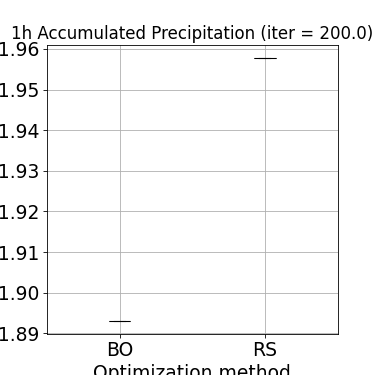 1h Accumulated Precipitation (iter = 200.0)
1.96
1.95
1.94
1.93
1.92
1.91
1.90
1.89
BO RS
Optimization method